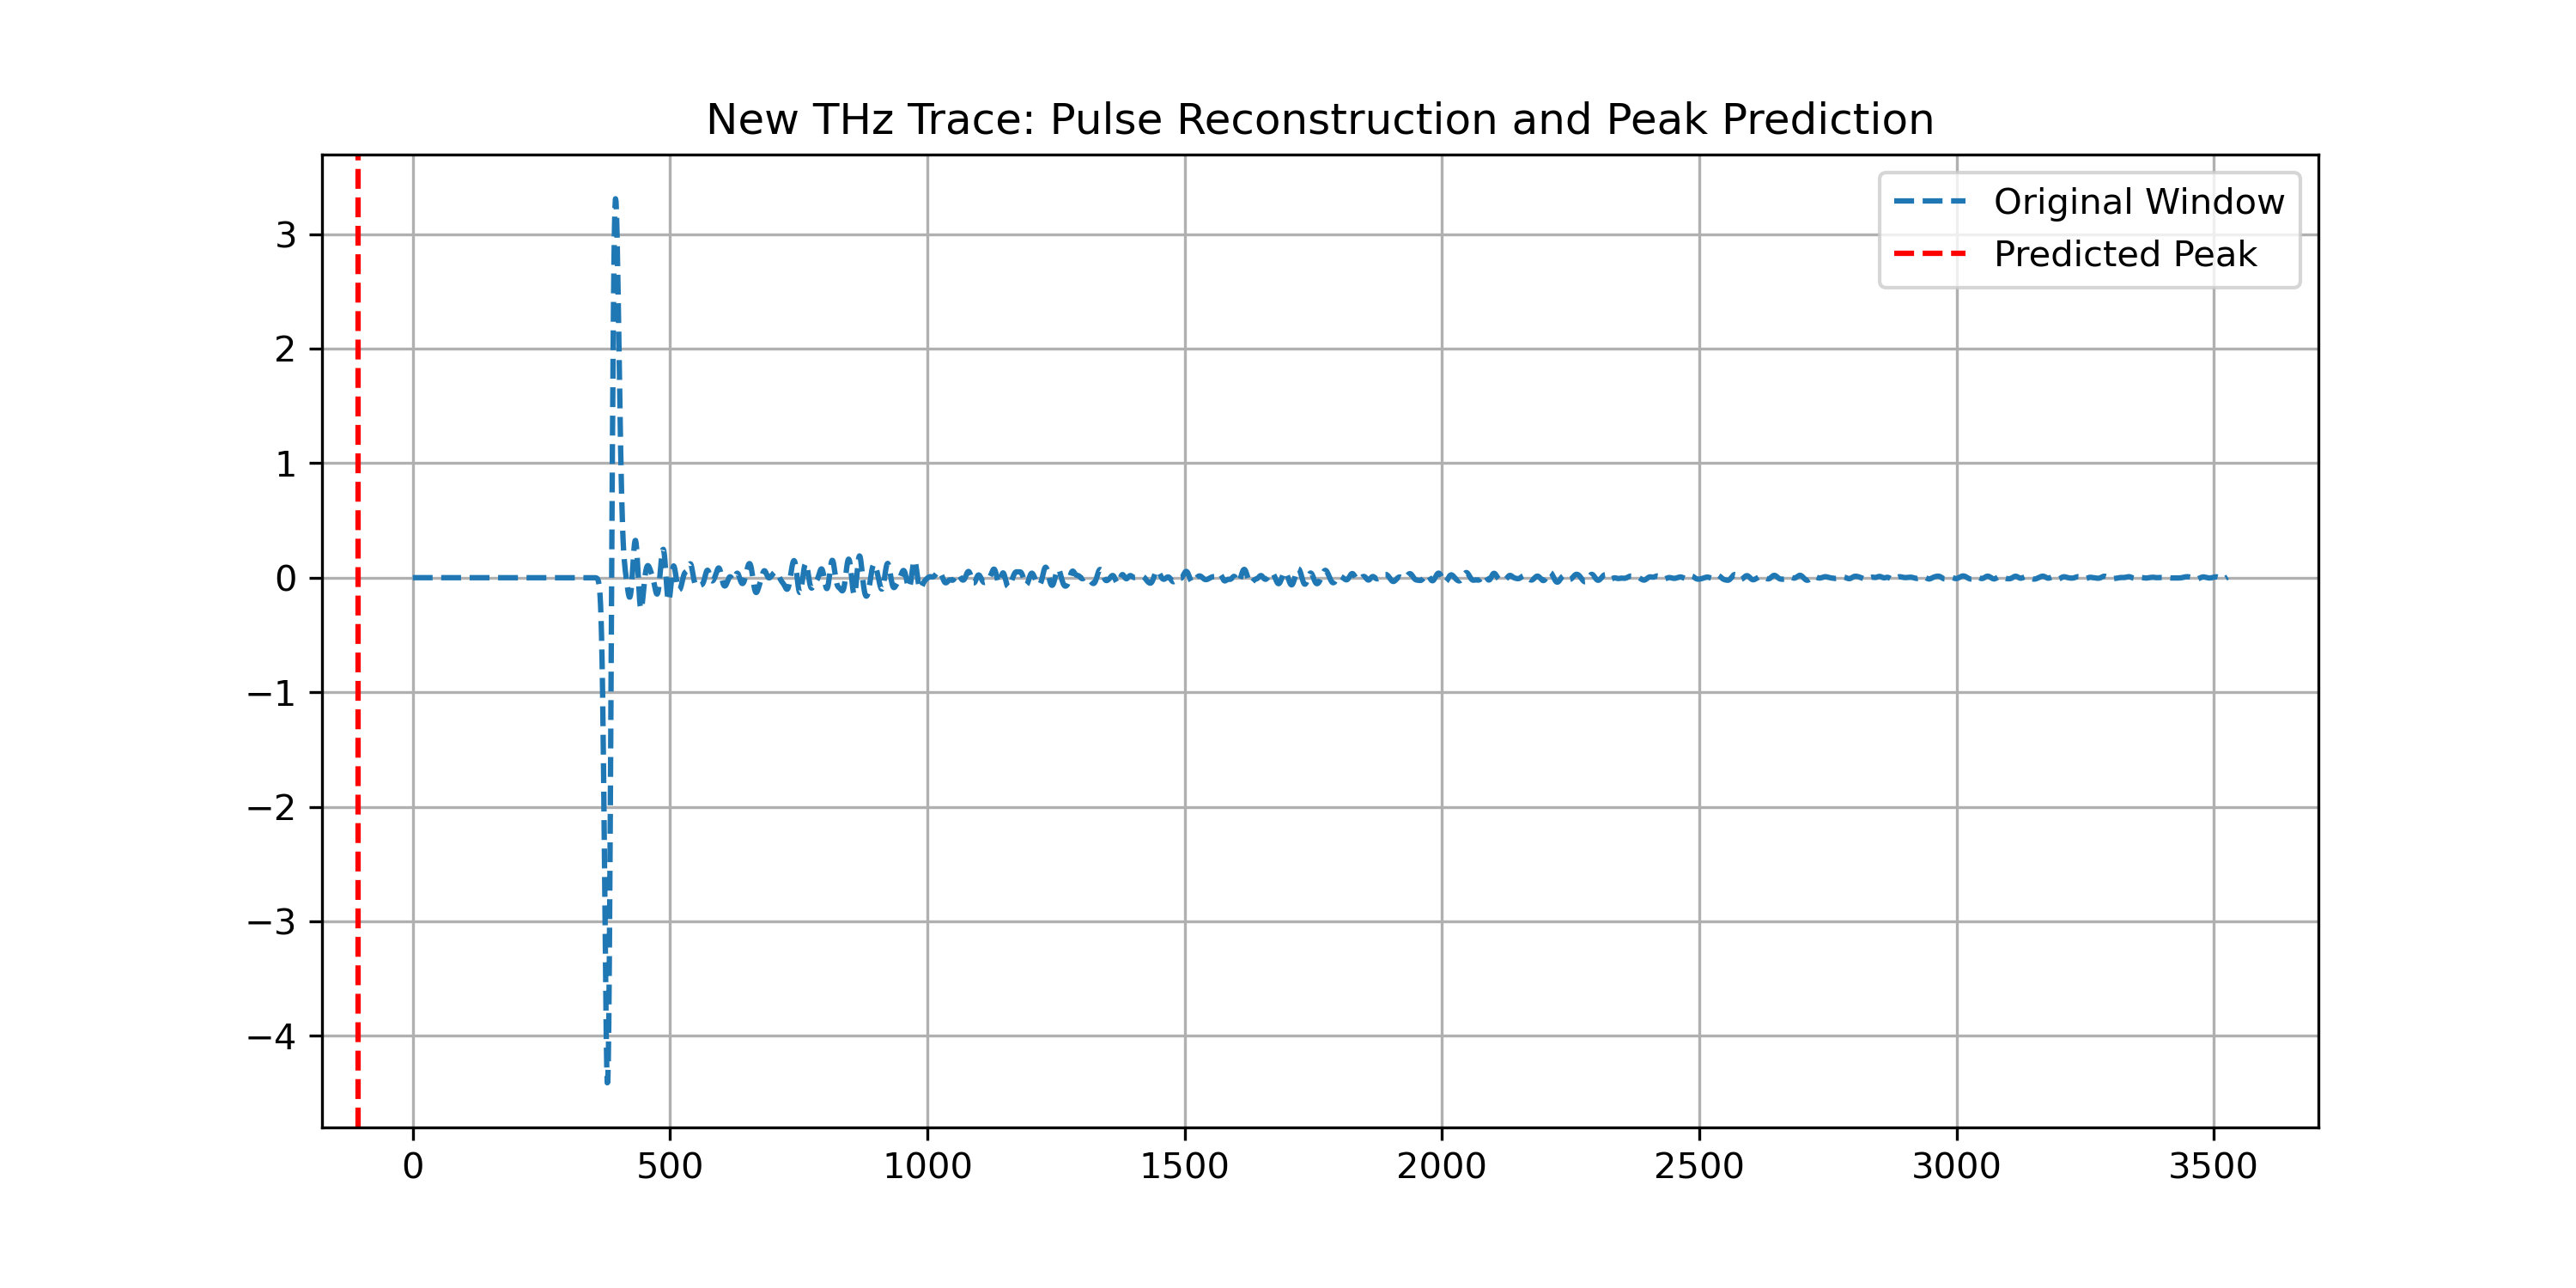 New THz Trace: Pulse Reconstruction and Peak Prediction
Original Window
Predicted Peak
3
2
1
0
−1
−2
−3
−4
0 500 1000 1500 2000 2500 3000 3500